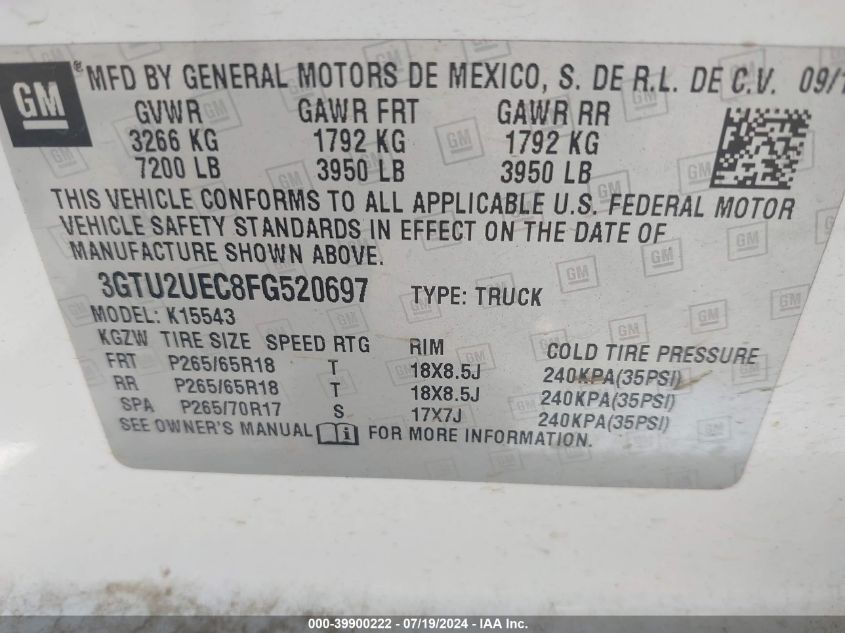 GM
® MFD BY GENERAL MOTORS DE MEXICO, S. DE R.L. DE C.V. 09/1
GVWR GAWR FRT GAWR RR
3266 KG 1792 KG 1792 KG
7200 LB 3950 LB 3950 LB
THIS VEHICLE CONFORMS TO ALL APPLICABLE U.S. FEDERAL MOTOR
VEHICLE SAFETY STANDARDS IN EFFECT ON THE DATE OF
MANUFACTURE SHOWN ABOVE.
3GTU2UEC8FG520697 TYPE: TRUCK
MODEL: K15543
KGZW TIRE SIZE SPEED RTG RIM COLD TIRE PRESSURE
FRT P265/65R18 T 18X8.5J 240KPA(35PSI)
RR P265/65R18 T 18X8.5J 240KPA(35PSI)
SPA P265/70R17 S 17X7J 240KPA(35PSI)
SEE OWNER'S MANUAL FOR MORE INFORMATION.
000-39900222 - 07/19/2024 - IAA Inc.